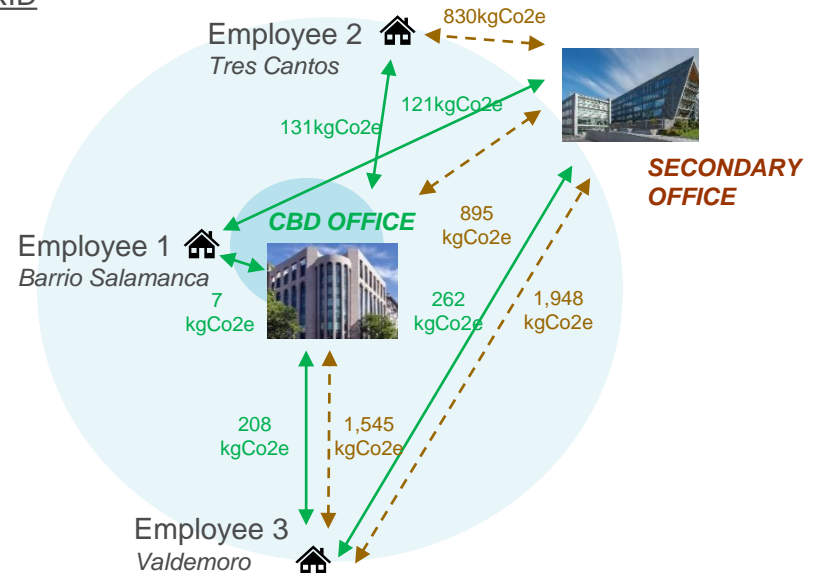 830kgCo2e
Employee 2
Tres Cantos
121kgCo2e
131kgCo2e
SECONDARY
OFFICE
CBD OFFICE
895
kgCo2e
Employee 1
Barrio Salamanca
7
kgCo2e
262
kgCo2e
1,948
kgCo2e
208
kgCo2e
1,545
kgCo2e
Employee 3
Valdemoro